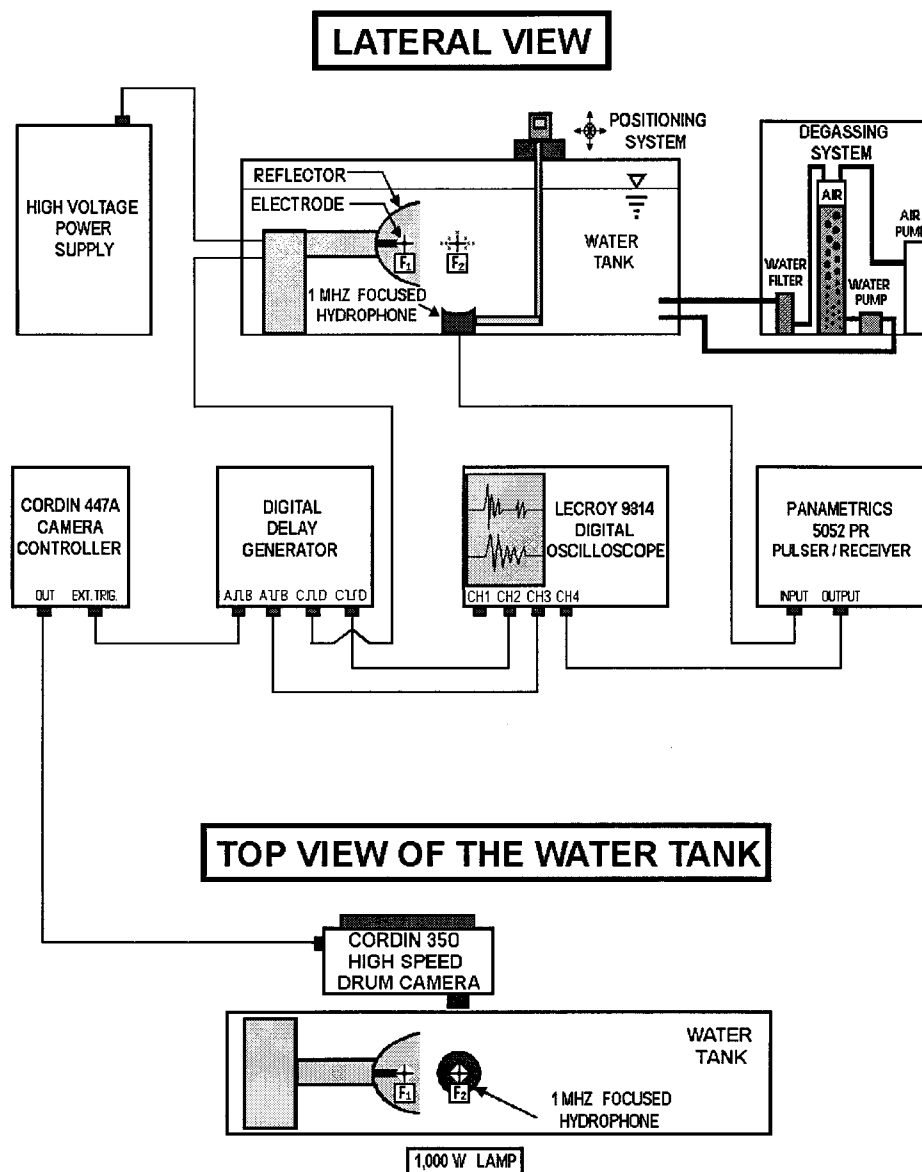 LATERAL VIEW
HIGH VOLTAGE
POWER
SUPPLY
REFLECTOR
ELECTRODE
F1
F2
1 MHZ FOCUSED
HYDROPHONE
POSITIONING
SYSTEM
WATER
TANK
DEGASSING
SYSTEM
AIR
AIR
PUMP
WATER
FILTER
WATER
PUMP
CORDIN 447A
CAMERA
CONTROLLER
OUT
EXT. TRIG.
DIGITAL
DELAY
GENERATOR
A⎍B
A⎎B
C⎍D
C⎎D
LECROY 9314
DIGITAL
OSCILLOSCOPE
CH1 CH2 CH3 CH4
PANAMETRICS
5052 PR
PULSER / RECEIVER
INPUT OUTPUT
TOP VIEW OF THE WATER TANK
CORDIN 350
HIGH SPEED
DRUM CAMERA
F1
F2
WATER
TANK
1 MHZ FOCUSED
HYDROPHONE
1,000 W LAMP